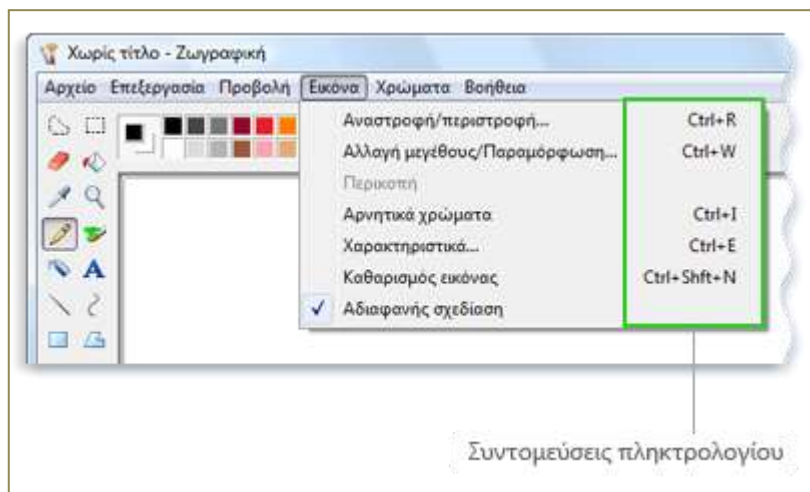 Χωρίς τίτλο - Ζωγραφική
Αρχείο Επεξεργασία Προβολή Εικόνα Χρώματα Βοήθεια
Αναστροφή/περιστροφή... Ctrl+R
Αλλαγή μεγέθους/Παραμόρφωση... Ctrl+W
Περικοπή
Αρνητικά χρώματα Ctrl+I
Χαρακτηριστικά... Ctrl+E
Καθαρισμός εικόνας Ctrl+Shft+N
Αδιαφανής σχεδίαση
A
Συντομεύσεις πληκτρολογίου